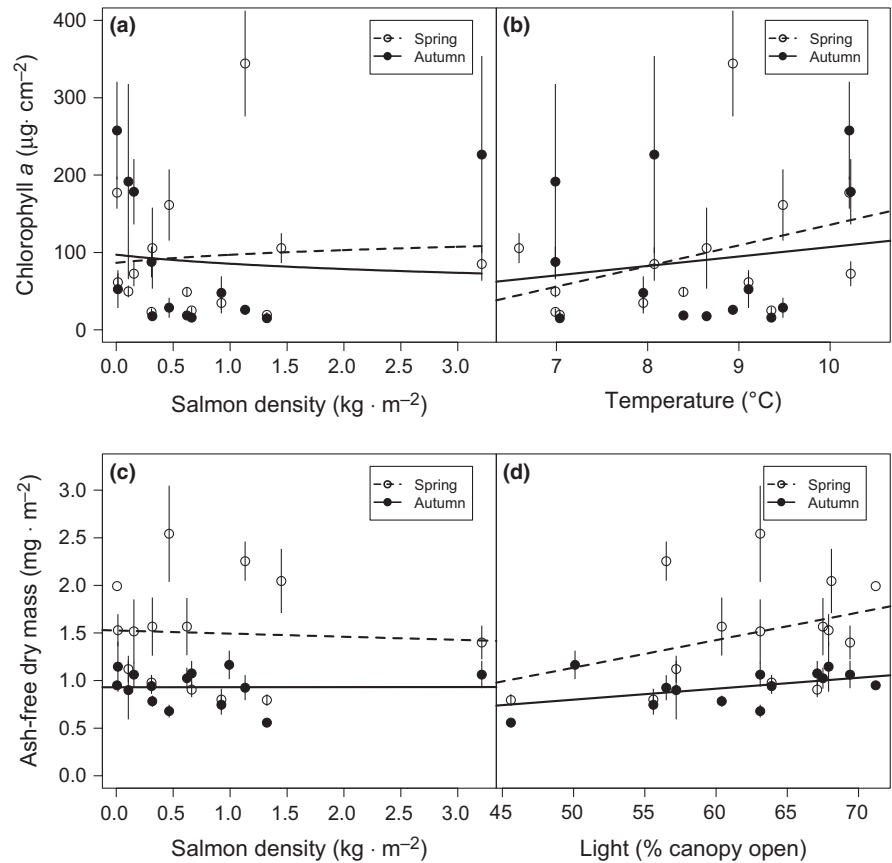 (a)
Spring
Autumn
(b)
Spring
Autumn
Chlorophyll a (μg· cm−2)
400
300
200
100
0
0.0 0.5 1.0 1.5 2.0 2.5 3.0
7 8 9 10
Salmon density (kg · m−2)
Temperature (°C)
(c)
Spring
Autumn
(d)
Spring
Autumn
Ash-free dry mass (mg · m−2)
3.0
2.5
2.0
1.5
1.0
0.5
0.0
0.0 0.5 1.0 1.5 2.0 2.5 3.0
45 50 55 60 65 70
Salmon density (kg · m−2)
Light (% canopy open)